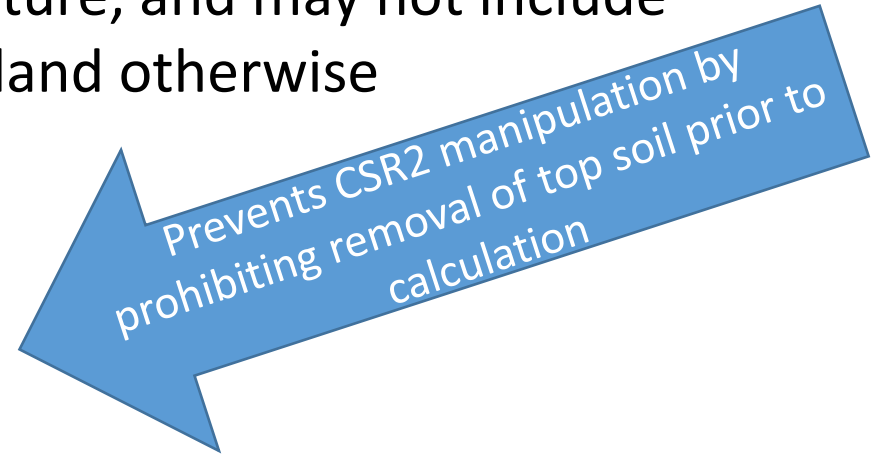 ture, and may not include
land otherwise
Prevents CSR2 manipulation by
prohibiting removal of top soil prior to
calculation